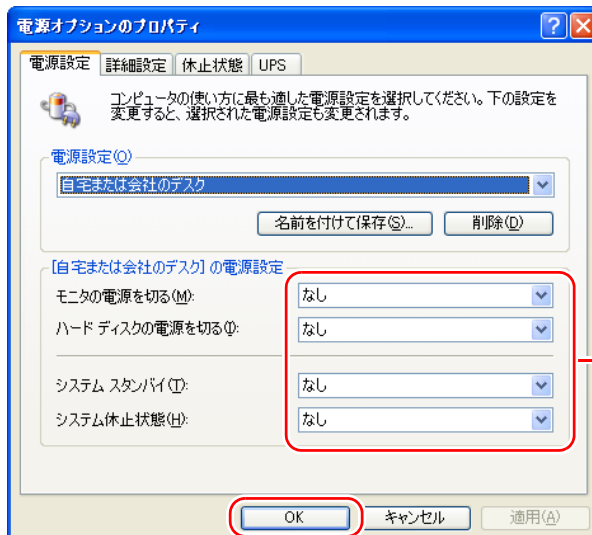 電源オプションのプロパティ
電源設定 詳細設定 休止状態 UPS
コンピュータの使い方に最も適した電源設定を選択してください。下の設定を
変更すると、選択された電源設定も変更されます。
電源設定(O)
自宅または会社のデスク
名前を付けて保存(S)... 削除(D)
[自宅または会社のデスク] の電源設定
モニタの電源を切る(M): なし
ハード ディスクの電源を切る(I): なし
システム スタンバイ(T): なし
システム休止状態(H): なし
OK キャンセル 適用(A)